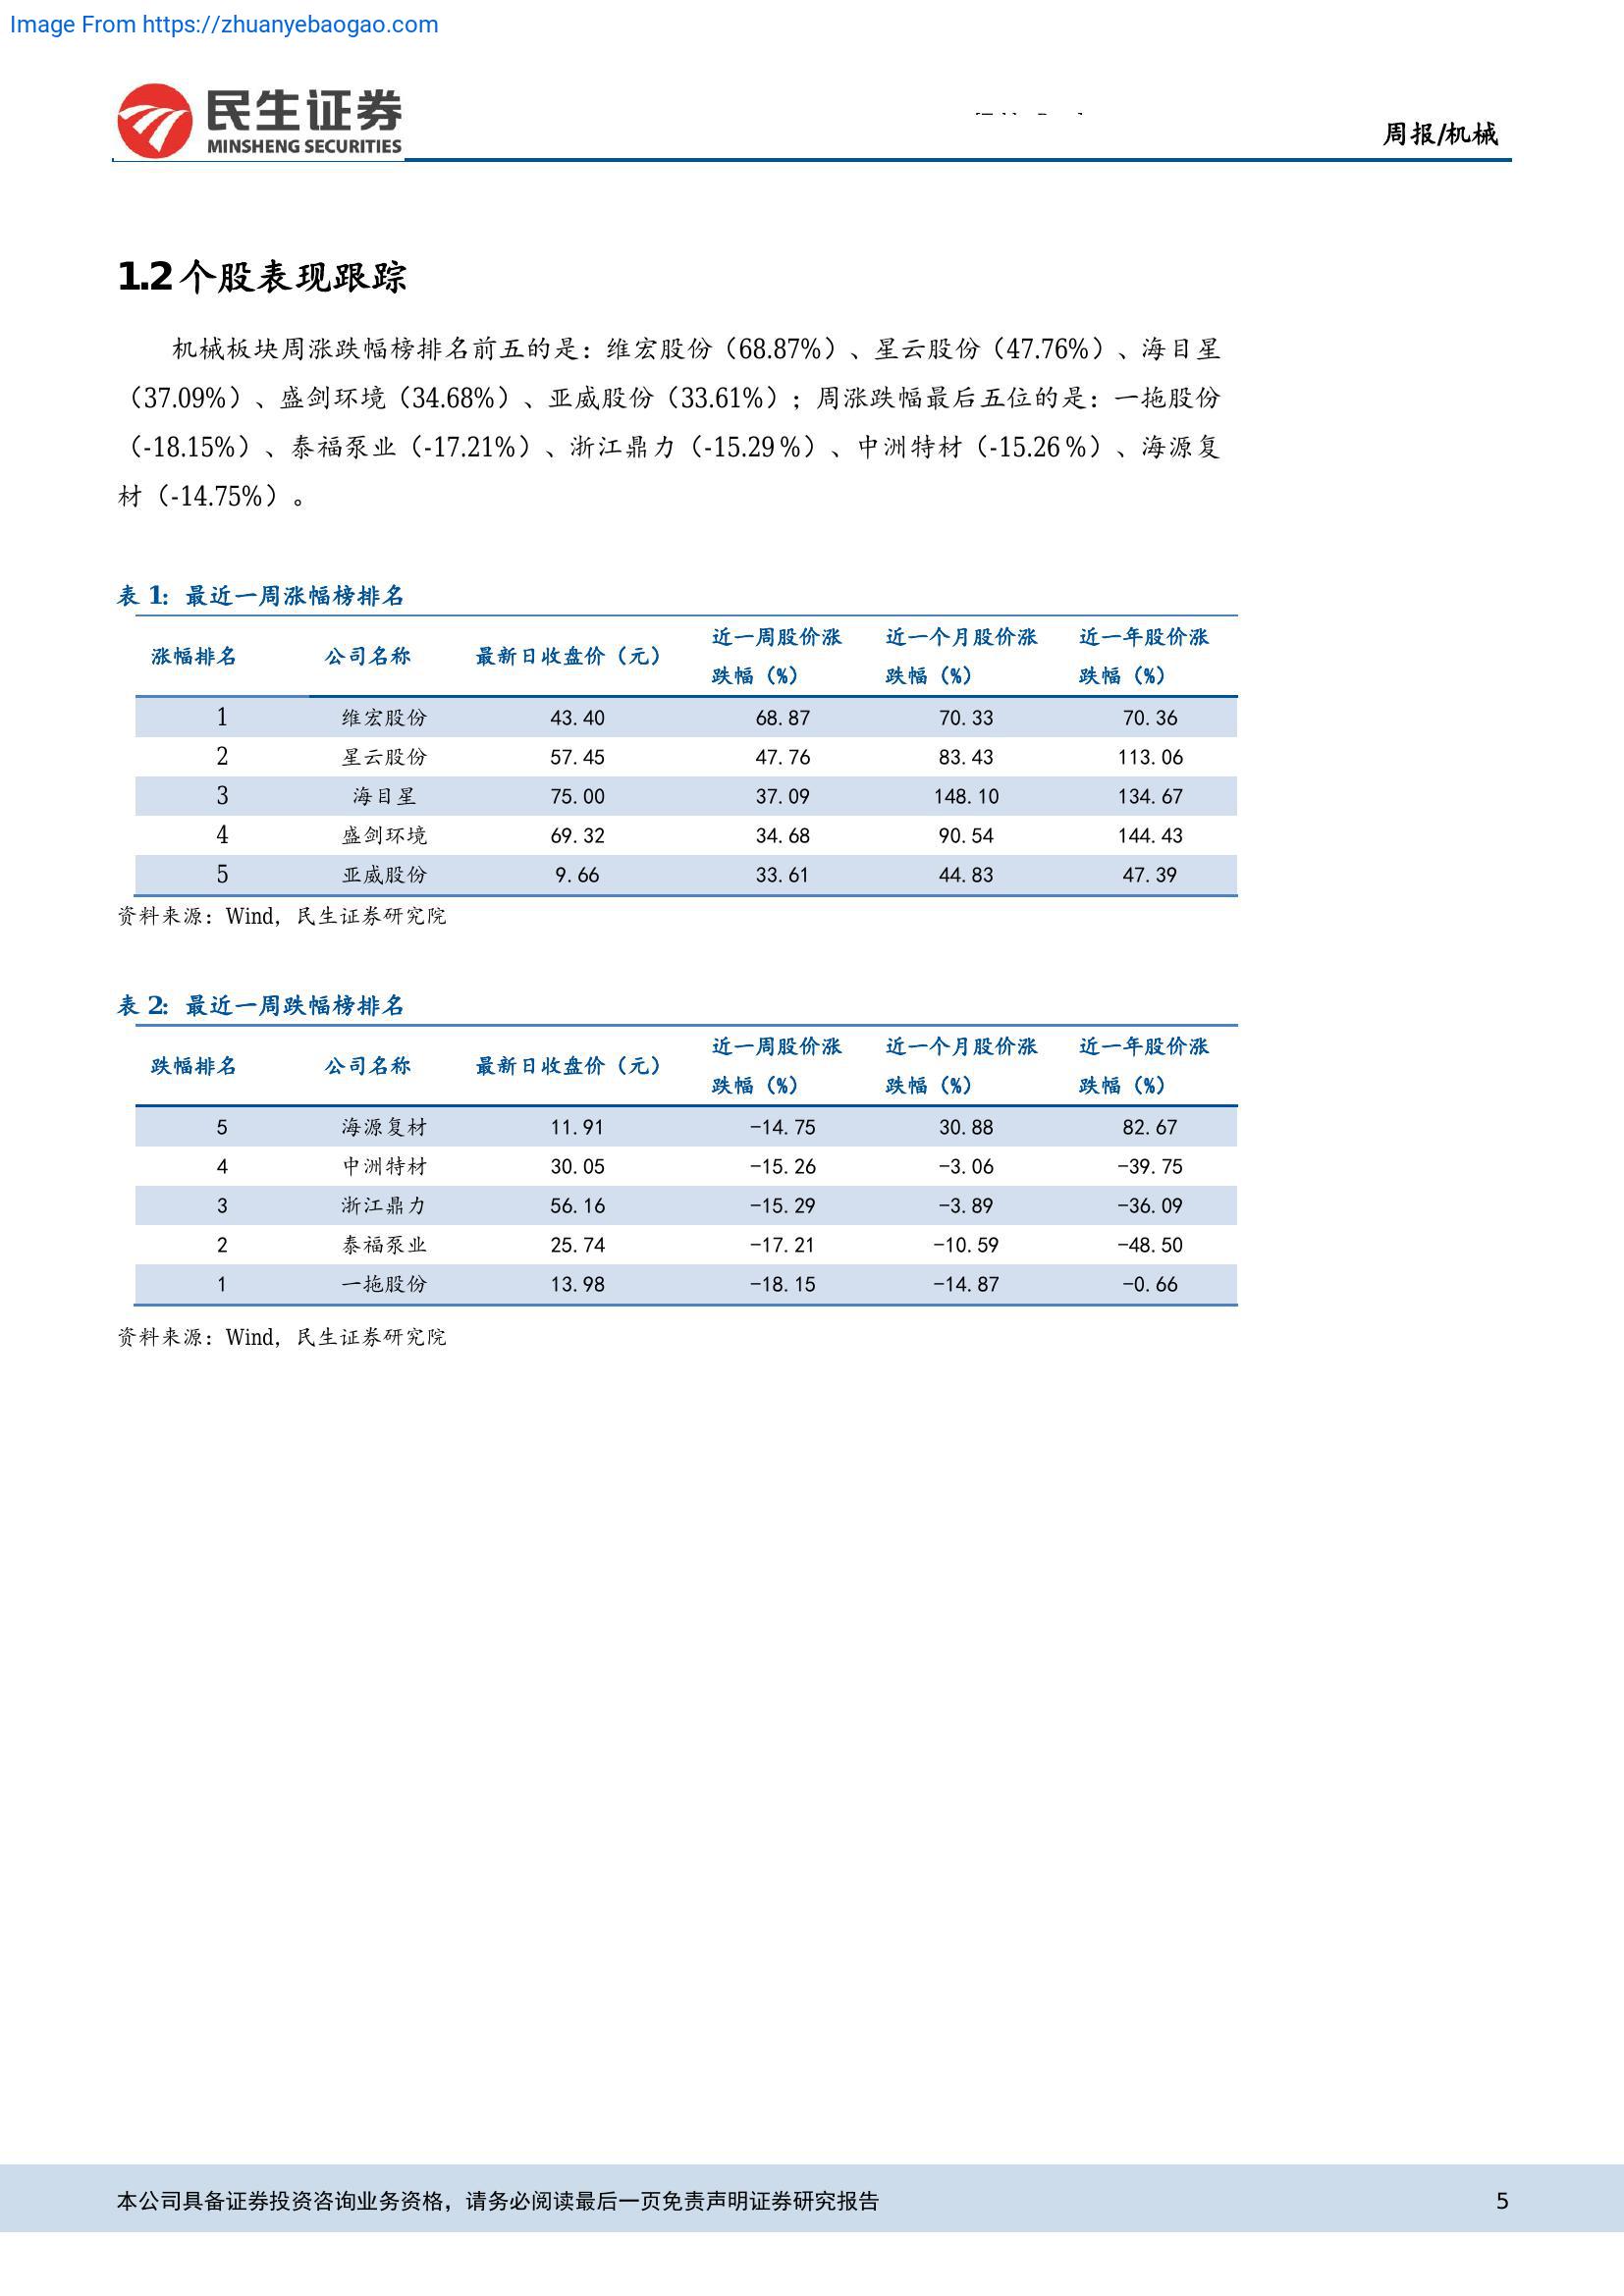 Image From https://zhuanyebaogao.com
民生证券
MINSHENG SECURITIES
周报/机械
1.2个股表现跟踪
机械板块周涨跌幅榜排名前五的是：维宏股份（68.87%）、星云股份（47.76%）、海目星
（37.09%）、盛剑环境（34.68%）、亚威股份（33.61%）；周涨跌幅最后五位的是：一拖股份
（-18.15%）、泰福泵业（-17.21%）、浙江鼎力（-15.29%）、中洲特材（-15.26%）、海源复
材（-14.75%）。
表 1：最近一周涨幅榜排名
涨幅排名 公司名称 最新日收盘价（元） 近一周股价涨跌幅（%） 近一个月股价涨跌幅（%） 近一年股价涨跌幅（%）
1 维宏股份 43.40 68.87 70.33 70.36
2 星云股份 57.45 47.76 83.43 113.06
3 海目星 75.00 37.09 148.10 134.67
4 盛剑环境 69.32 34.68 90.54 144.43
5 亚威股份 9.66 33.61 44.83 47.39
资料来源：Wind，民生证券研究院
表 2：最近一周跌幅榜排名
跌幅排名 公司名称 最新日收盘价（元） 近一周股价涨跌幅（%） 近一个月股价涨跌幅（%） 近一年股价涨跌幅（%）
5 海源复材 11.91 -14.75 30.88 82.67
4 中洲特材 30.05 -15.26 -3.06 -39.75
3 浙江鼎力 56.16 -15.29 -3.89 -36.09
2 泰福泵业 25.74 -17.21 -10.59 -48.50
1 一拖股份 13.98 -18.15 -14.87 -0.66
资料来源：Wind，民生证券研究院
本公司具备证券投资咨询业务资格，请务必阅读最后一页免责声明证券研究报告 5